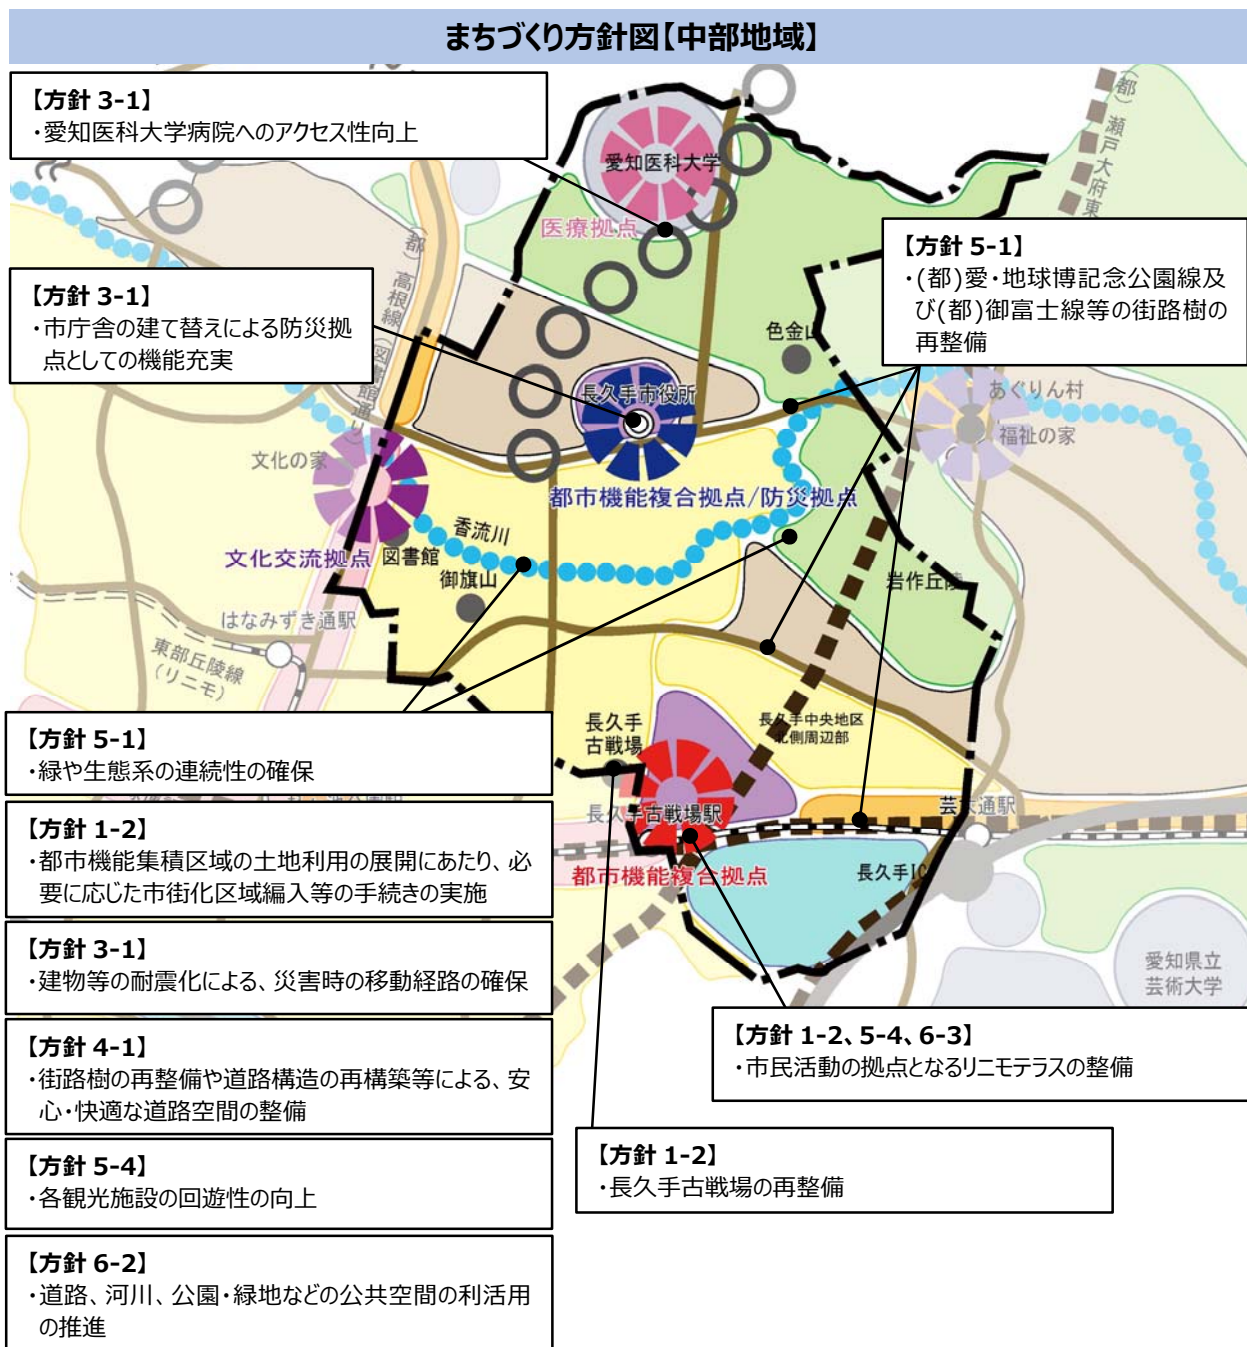 まちづくり方針図【中部地域】
【方針 3-1】
・愛知医科大学病院へのアクセス性向上
愛知医科大学
医療拠点
(都)瀬戸大府東
(都)高根線(図書館通り)
【方針 5-1】
・(都)愛・地球博記念公園線及
び(都)御富士線等の街路樹の
再整備
【方針 3-1】
・市庁舎の建て替えによる防災拠
点としての機能充実
色金山
長久手市役所
あぐりん村
福祉の家
文化の家
都市機能複合拠点/防災拠点
香流川
文化交流拠点
図書館
御旗山
岩作丘陵
はなみずき通駅
東部丘陵線
(リニモ)
【方針 5-1】
・緑や生態系の連続性の確保
長久手
古戦場
長久手中央地区
北側周辺部
長久手古戦場駅
芸大通駅
都市機能複合拠点
長久手IC
愛知県立
芸術大学
【方針 1-2】
・都市機能集積区域の土地利用の展開にあたり、必
要に応じた市街化区域編入等の手続きの実施
【方針 3-1】
・建物等の耐震化による、災害時の移動経路の確保
【方針 4-1】
・街路樹の再整備や道路構造の再構築等による、安
心・快適な道路空間の整備
【方針 5-4】
・各観光施設の回遊性の向上
【方針 6-2】
・道路、河川、公園・緑地などの公共空間の利活用
の推進
【方針 1-2、5-4、6-3】
・市民活動の拠点となるリニモテラスの整備
【方針 1-2】
・長久手古戦場の再整備